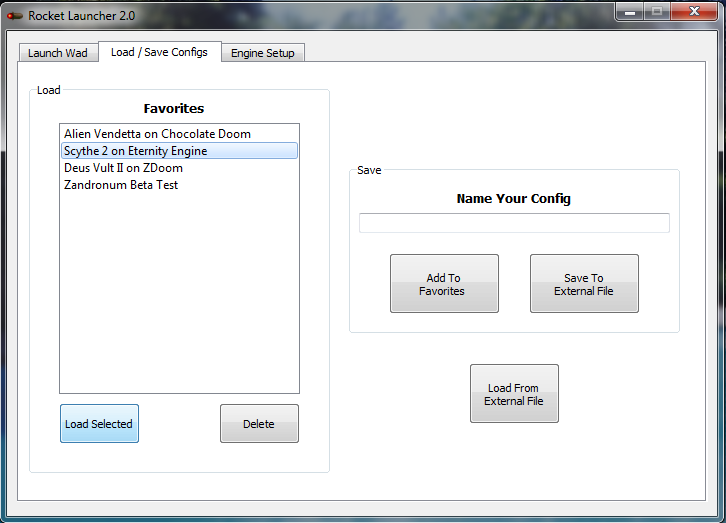 Rocket Launcher 2.0
Launch Wad
Load / Save Configs
Engine Setup
Load
Favorites
Alien Vendetta on Chocolate Doom
Scythe 2 on Eternity Engine
Deus Vult II on ZDoom
Zandronum Beta Test
Load Selected
Delete
Save
Name Your Config
Add To
Favorites
Save To
External File
Load From
External File